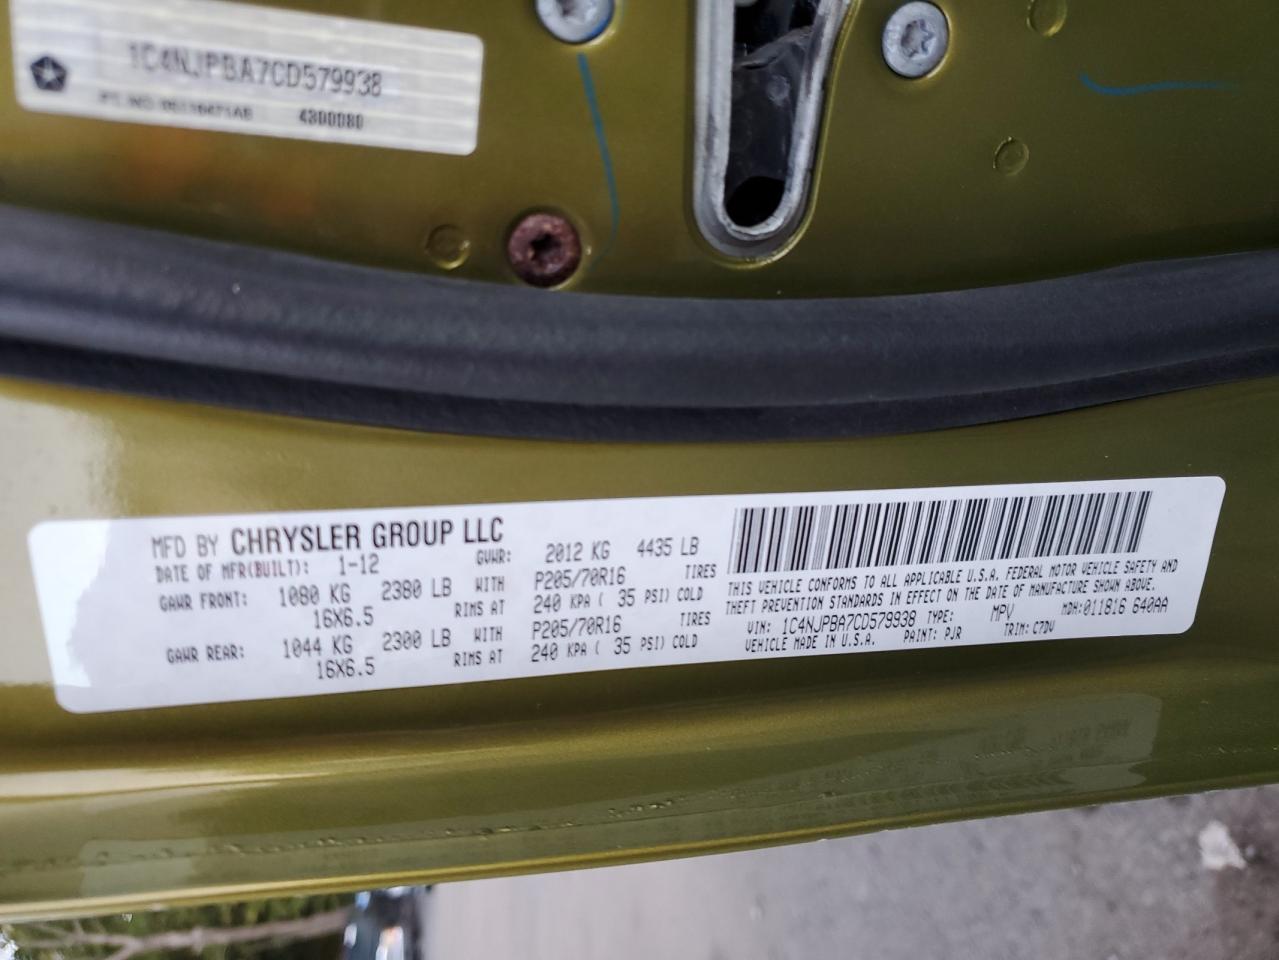 1C4NJPBA7CD579938
PT. NO. 05116471AB 4300080
MFD BY CHRYSLER GROUP LLC
DATE OF MFR(BUILT): 1-12 GVWR: 2012 KG 4435 LB
GAWR FRONT: 1080 KG 2380 LB WITH P205/70R16 TIRES
16X6.5 RIMS AT 240 KPA ( 35 PSI) COLD
GAWR REAR: 1044 KG 2300 LB WITH P205/70R16 TIRES
16X6.5 RIMS AT 240 KPA ( 35 PSI) COLD
THIS VEHICLE CONFORMS TO ALL APPLICABLE U.S.A. FEDERAL MOTOR VEHICLE SAFETY AND
THEFT PREVENTION STANDARDS IN EFFECT ON THE DATE OF MANUFACTURE SHOWN ABOVE.
VIN: 1C4NJPBA7CD579938 TYPE: MPV MDH:011816 640AA
VEHICLE MADE IN U.S.A. PAINT: PJR TRIM: C7DV